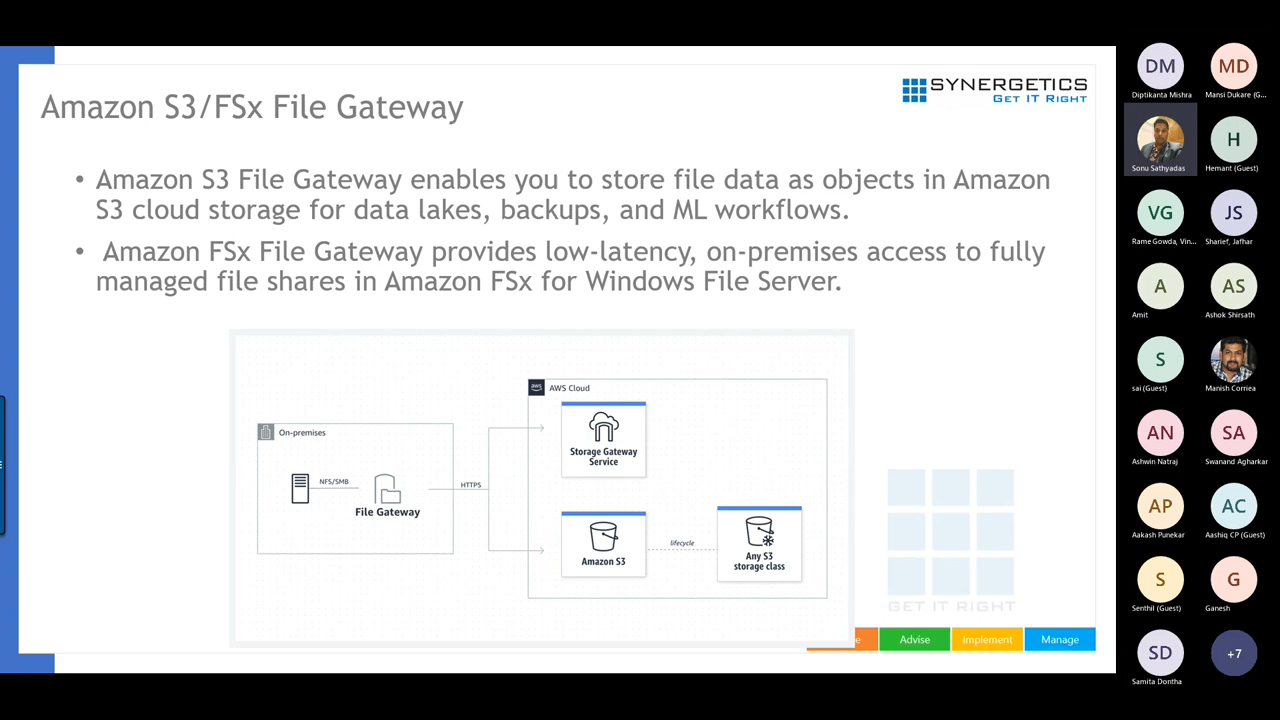 Amazon S3/FSx File Gateway
SYNERGETICS
GET IT RIGHT
• Amazon S3 File Gateway enables you to store file data as objects in Amazon
S3 cloud storage for data lakes, backups, and ML workflows.
• Amazon FSx File Gateway provides low-latency, on-premises access to fully
managed file shares in Amazon FSx for Windows File Server.
aws
AWS Cloud
On-premises
NFS/SMB
File Gateway
HTTPS
Storage Gateway
Service
Amazon S3
lifecycle
Any S3
storage class
GET IT RIGHT
e
Advise
Implement
Manage
DM
Diptikanta Mishra
MD
Mansi Dukare (G...
Sonu Sathyadas
H
Hemant (Guest)
VG
Rame Gowda, Vin...
JS
Sharief, Jafhar
A
Amit
AS
Ashok Shirsath
S
sai (Guest)
Manish Corriea
AN
Ashwin Natraj
SA
Swanand Agharkar
AP
Aakash Punekar
AC
Aashiq CP (Guest)
S
Senthil (Guest)
G
Ganesh
SD
Samita Dontha
+7